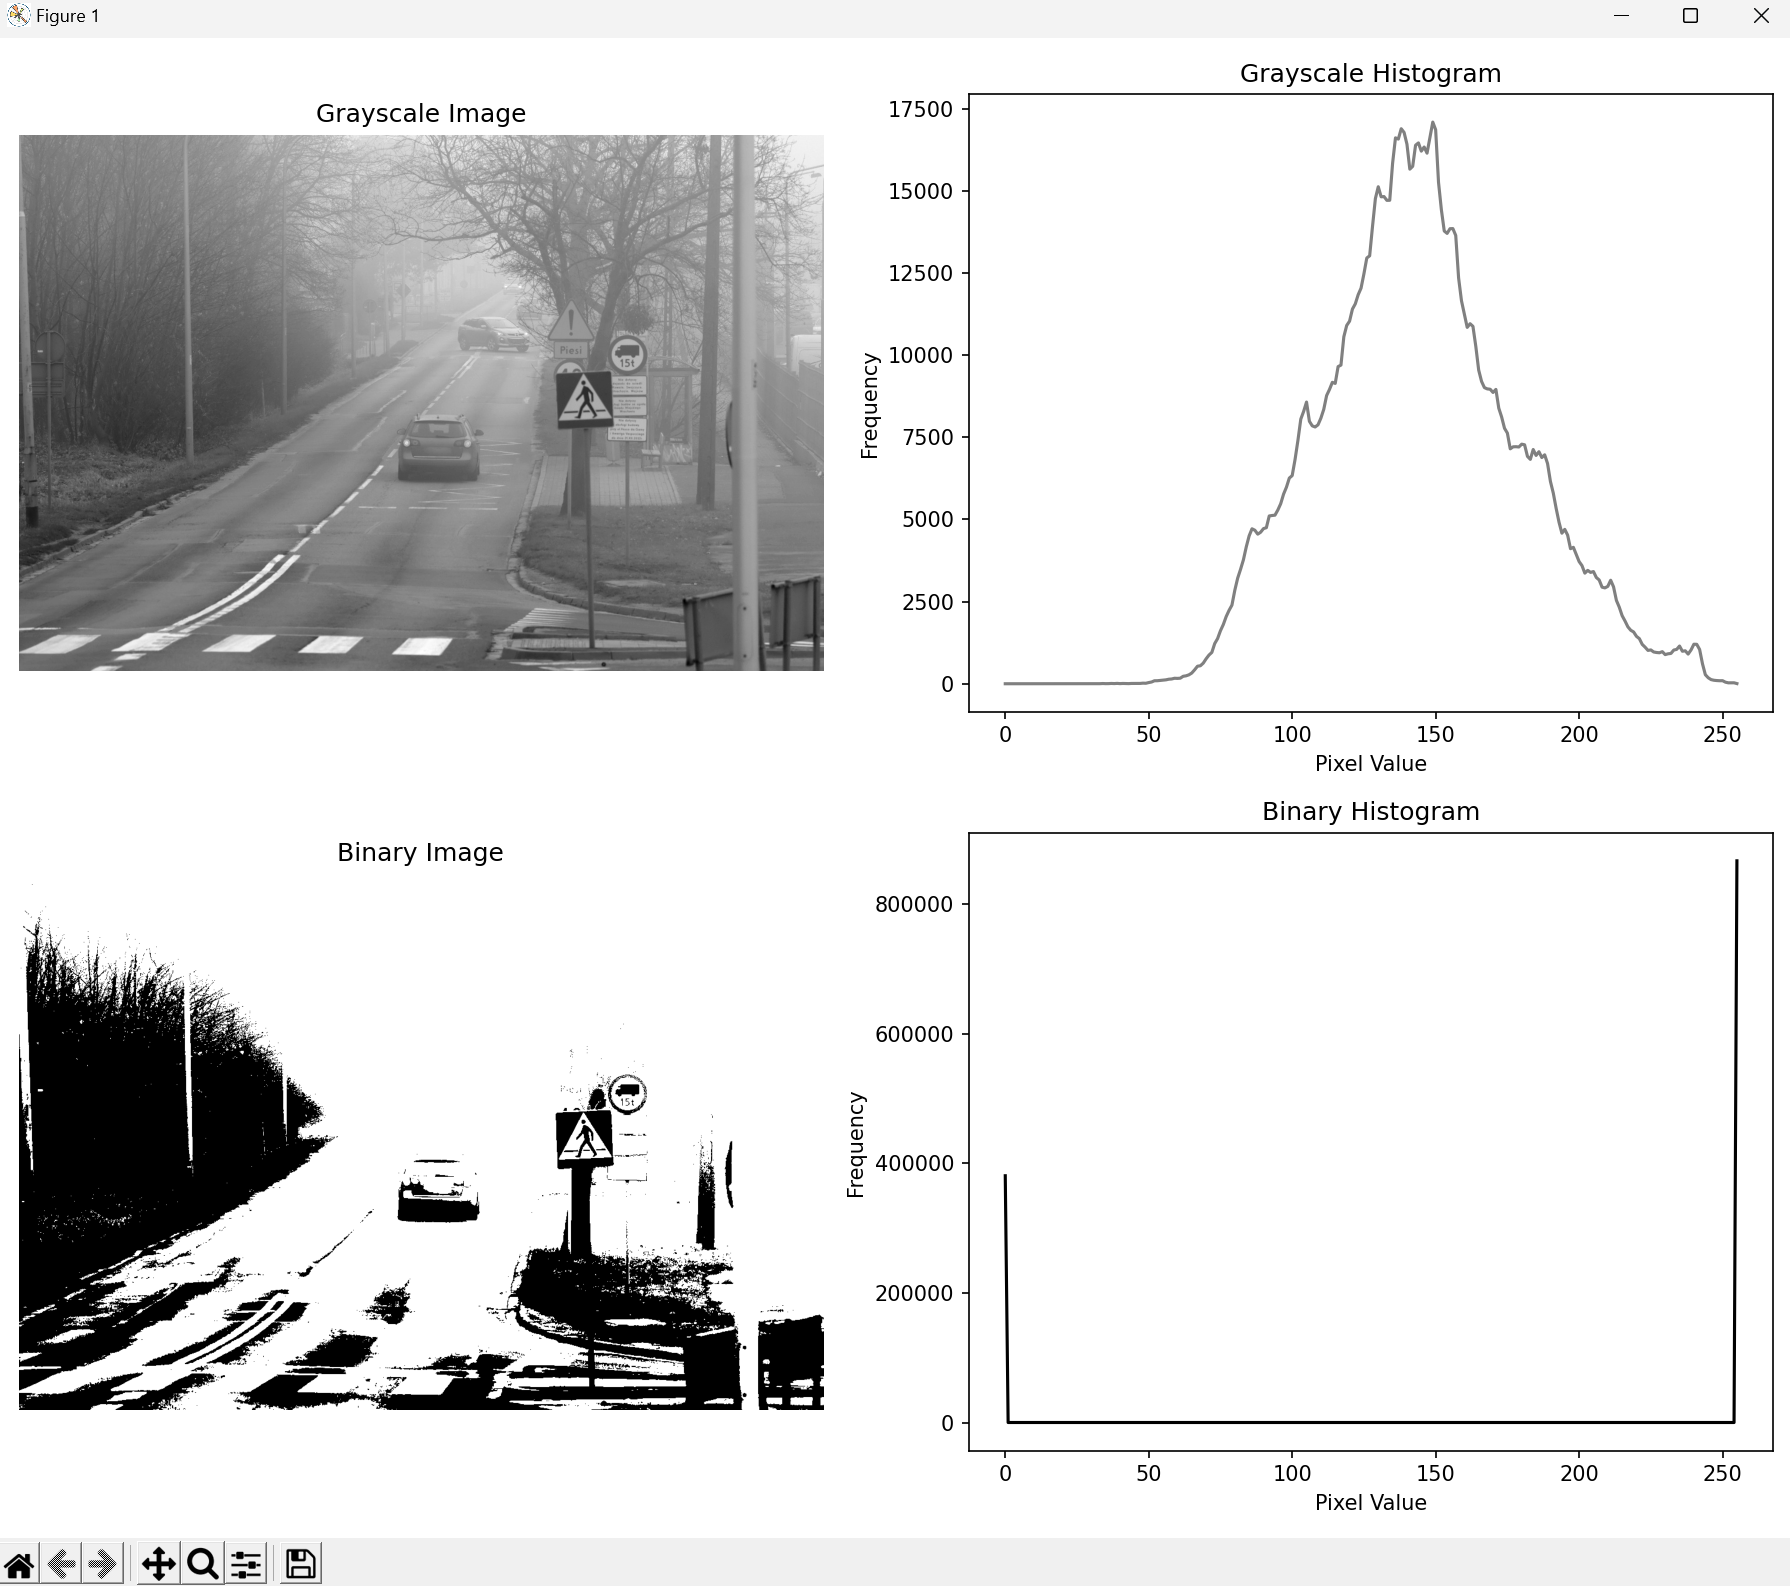 Figure 1
Grayscale Image
Piesi
15t
Grayscale Histogram
17500
15000
12500
10000
7500
5000
2500
0
Frequency
0 50 100 150 200 250
Pixel Value
Binary Image
15t
Binary Histogram
800000
600000
400000
200000
0
Frequency
0 50 100 150 200 250
Pixel Value